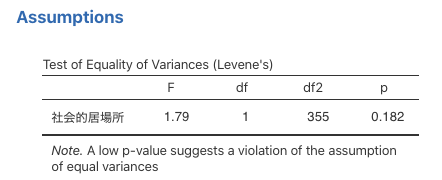 Assumptions
Test of Equality of Variances (Levene's)
F df df2 p
社会的居場所 1.79 1 355 0.182
Note. A low p-value suggests a violation of the assumption
of equal variances